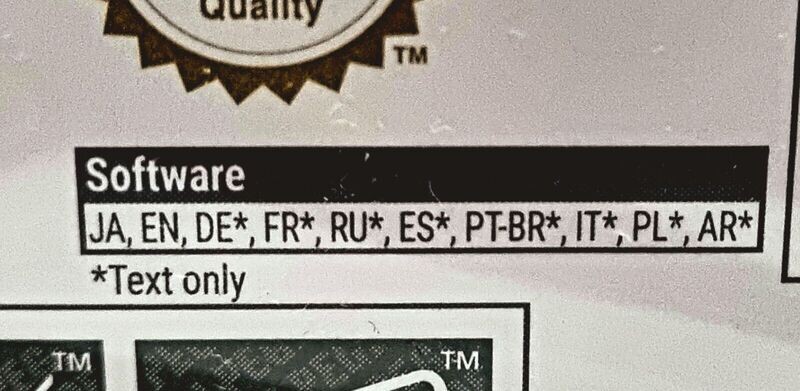 Quality
TM
Software
JA, EN, DE*, FR*, RU*, ES*, PT-BR*, IT*, PL*, AR*
*Text only
TM
TM